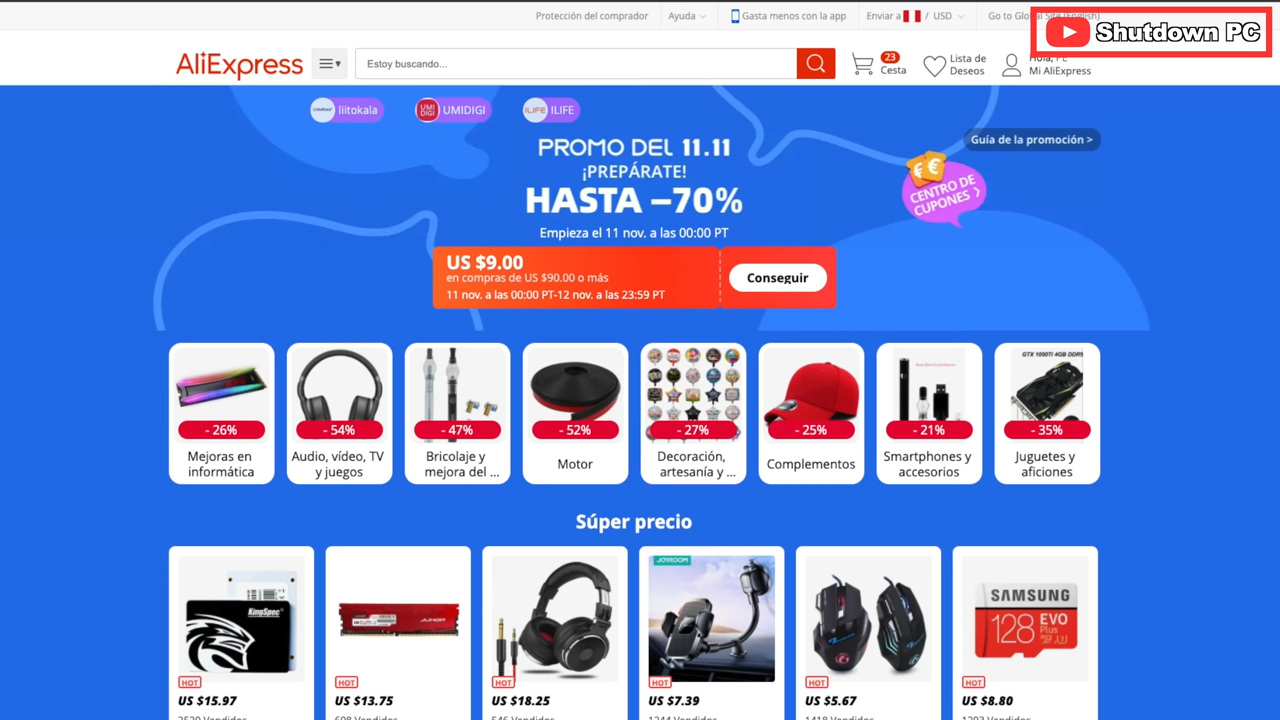 Protección del comprador
Ayuda
Gasta menos con la app
Enviar a / USD
Go to Global Site (English)
Shutdown PC
AliExpress
Estoy buscando...
23
Cesta
Lista de
Deseos
Mi AliExpress
liitokala
UMIDIGI
UMIDIGI
ILIFE
ILIFE
PROMO DEL 11.11
¡PREPÁRATE!
HASTA –70%
Empieza el 11 nov. a las 00:00 PT
Guía de la promoción >
CENTRO DE
CUPONES
US $9.00
en compras de US $90.00 o más
11 nov. a las 00:00 PT-12 nov. a las 23:59 PT
Conseguir
GTX 1050Ti 4GB DDR5
- 26%
- 54%
- 47%
- 52%
- 27%
- 25%
- 21%
- 35%
Mejoras en
informática
Audio, vídeo, TV
y juegos
Bricolaje y
mejora del ...
Motor
Decoración,
artesanía y ...
Complementos
Smartphones y
accesorios
Juguetes y
aficiones
Súper precio
KingSpec
JUHOR
JOYROOM
SAMSUNG
128 EVO
Plus
HOT
HOT
HOT
HOT
HOT
HOT
US $15.97
US $13.75
US $18.25
US $7.39
US $5.67
US $8.80